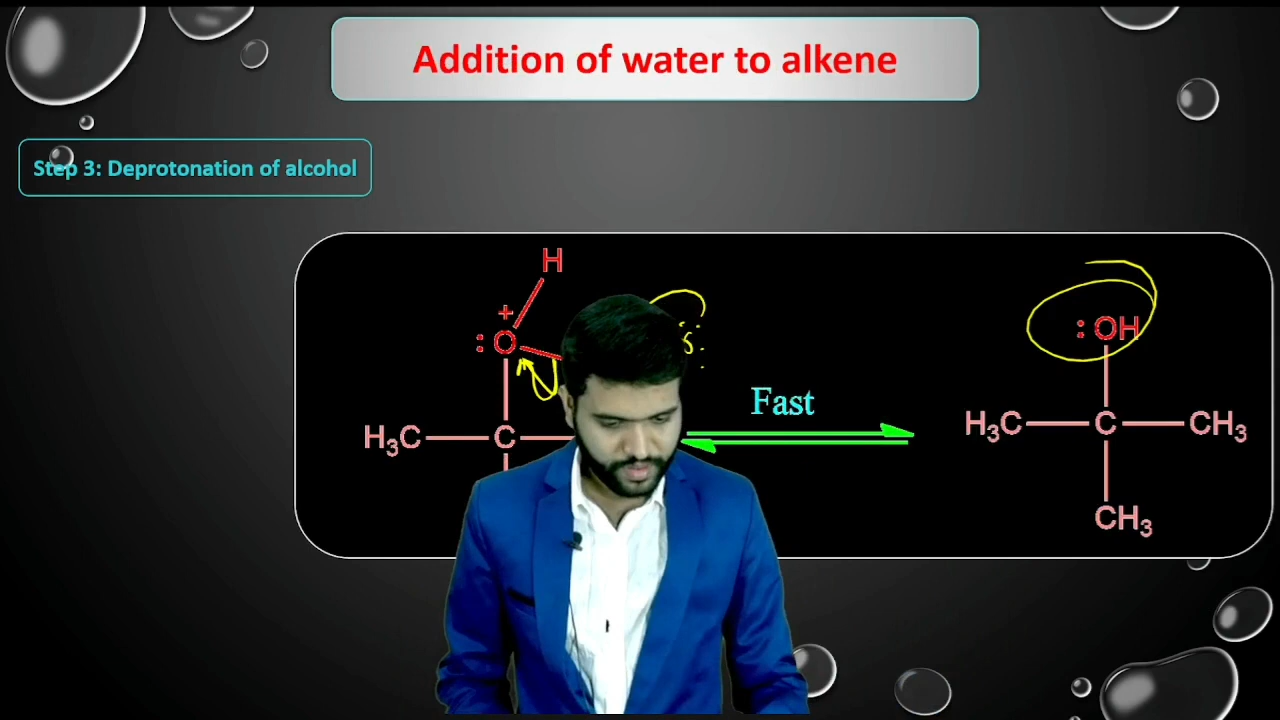 Addition of water to alkene
Step 3: Deprotonation of alcohol
H
+
:O
H₃C C
Fast
:OH
H₃C C CH₃
CH₃